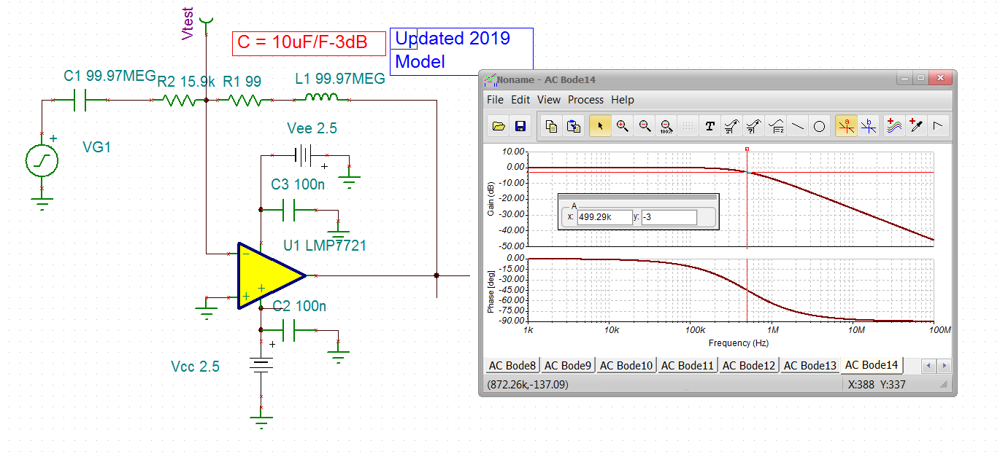 Vtest
C = 10uF/F-3dB
Updated 2019
Model
C1 99.97MEG
R2 15.9k
R1 99
L1 99.97MEG
VG1
+
Vee 2.5
+
C3 100n
U1 LMP7721
−
+
+
C2 100n
+
Vcc 2.5
Noname - AC Bode14
File Edit View Process Help
100%
T
a
b
10.00
0.00
-10.00
-20.00
-30.00
-40.00
-50.00
Gain (dB)
A
x: 499.29k y: -3
0.00
-15.00
-30.00
-45.00
-60.00
-75.00
-90.00
Phase [deg]
1k 10k 100k 1M 10M 100M
Frequency (Hz)
AC Bode8 AC Bode9 AC Bode10 AC Bode11 AC Bode12 AC Bode13 AC Bode14
(872.26k,-137.09) X:388 Y:337